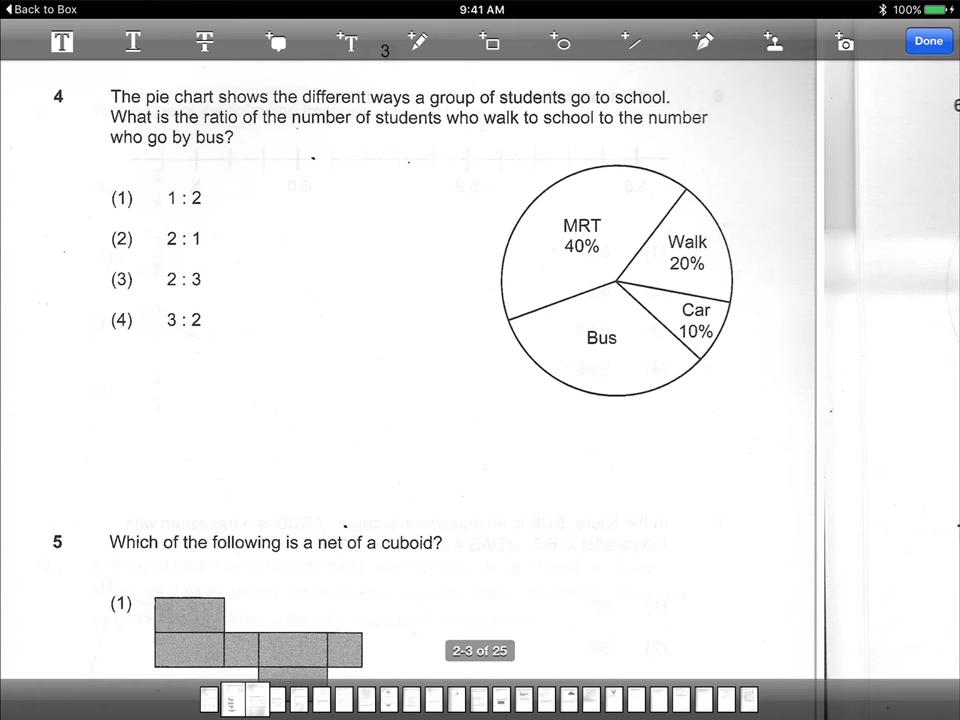 Back to Box
9:41 AM
100%
T T T T
Done
3
4 The pie chart shows the different ways a group of students go to school.
What is the ratio of the number of students who walk to school to the number
who go by bus?
(1) 1 : 2
(2) 2 : 1
(3) 2 : 3
(4) 3 : 2
MRT
40%
Walk
20%
Car
10%
Bus
6
5 Which of the following is a net of a cuboid?
(1)
2-3 of 25